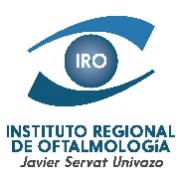 IRO
INSTITUTO REGIONAL
DE OFTALMOLOGÍA
Javier Servat Univazo